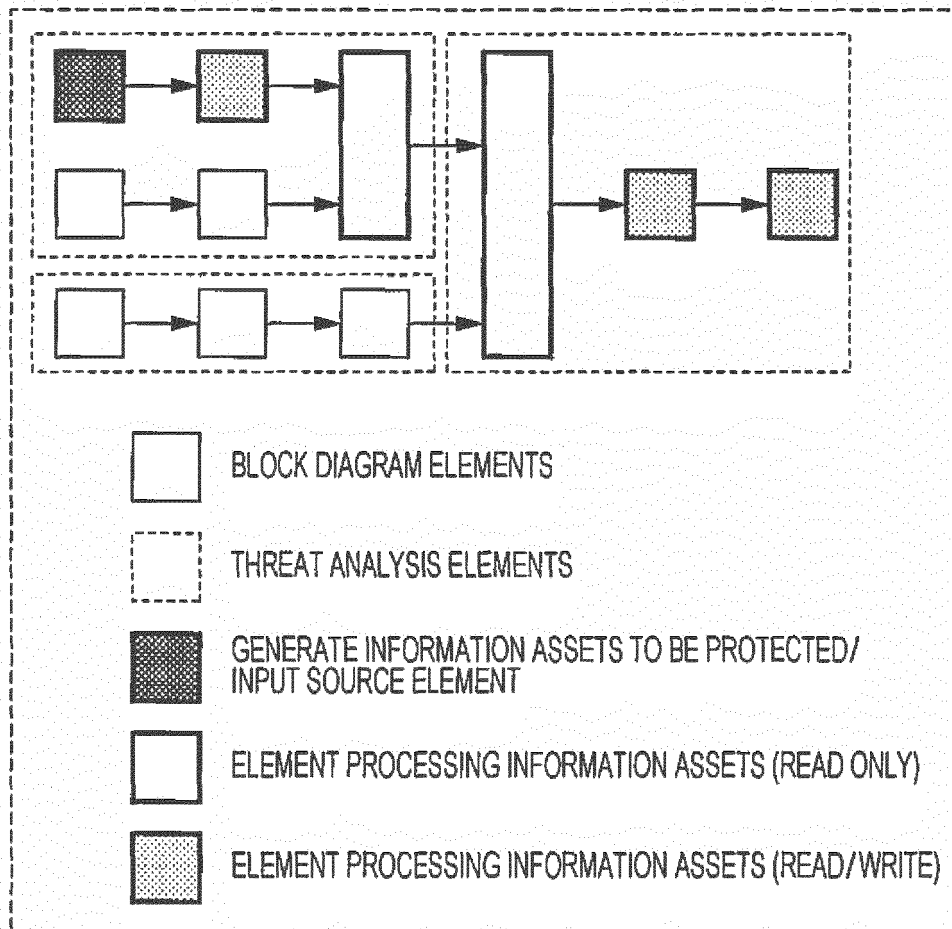 BLOCK DIAGRAM ELEMENTS
THREAT ANALYSIS ELEMENTS
GENERATE INFORMATION ASSETS TO BE PROTECTED/
INPUT SOURCE ELEMENT
ELEMENT PROCESSING INFORMATION ASSETS (READ ONLY)
ELEMENT PROCESSING INFORMATION ASSETS (READ/WRITE)